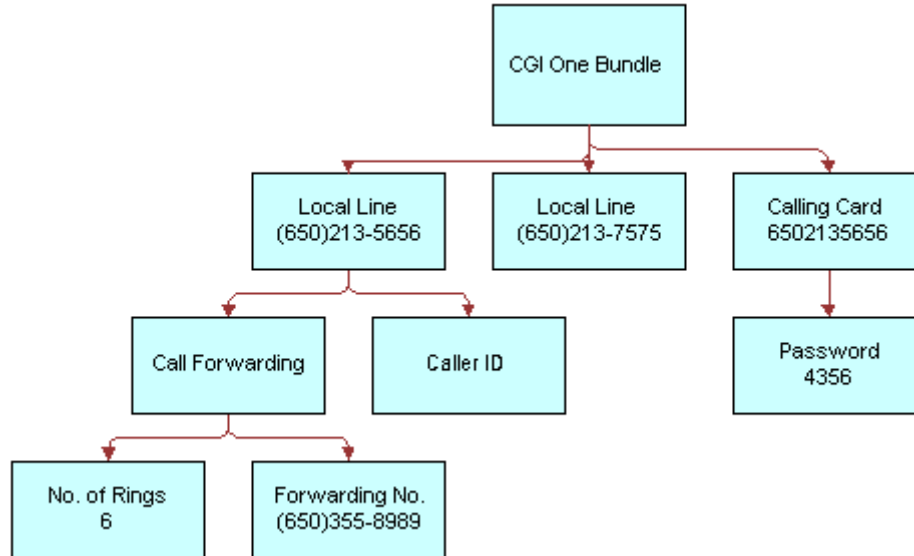 CGI One Bundle
Local Line
(650)213-5656
Local Line
(650)213-7575
Calling Card
6502135656
Call Forwarding
Caller ID
Password
4356
No. of Rings
6
Forwarding No.
(650)355-8989